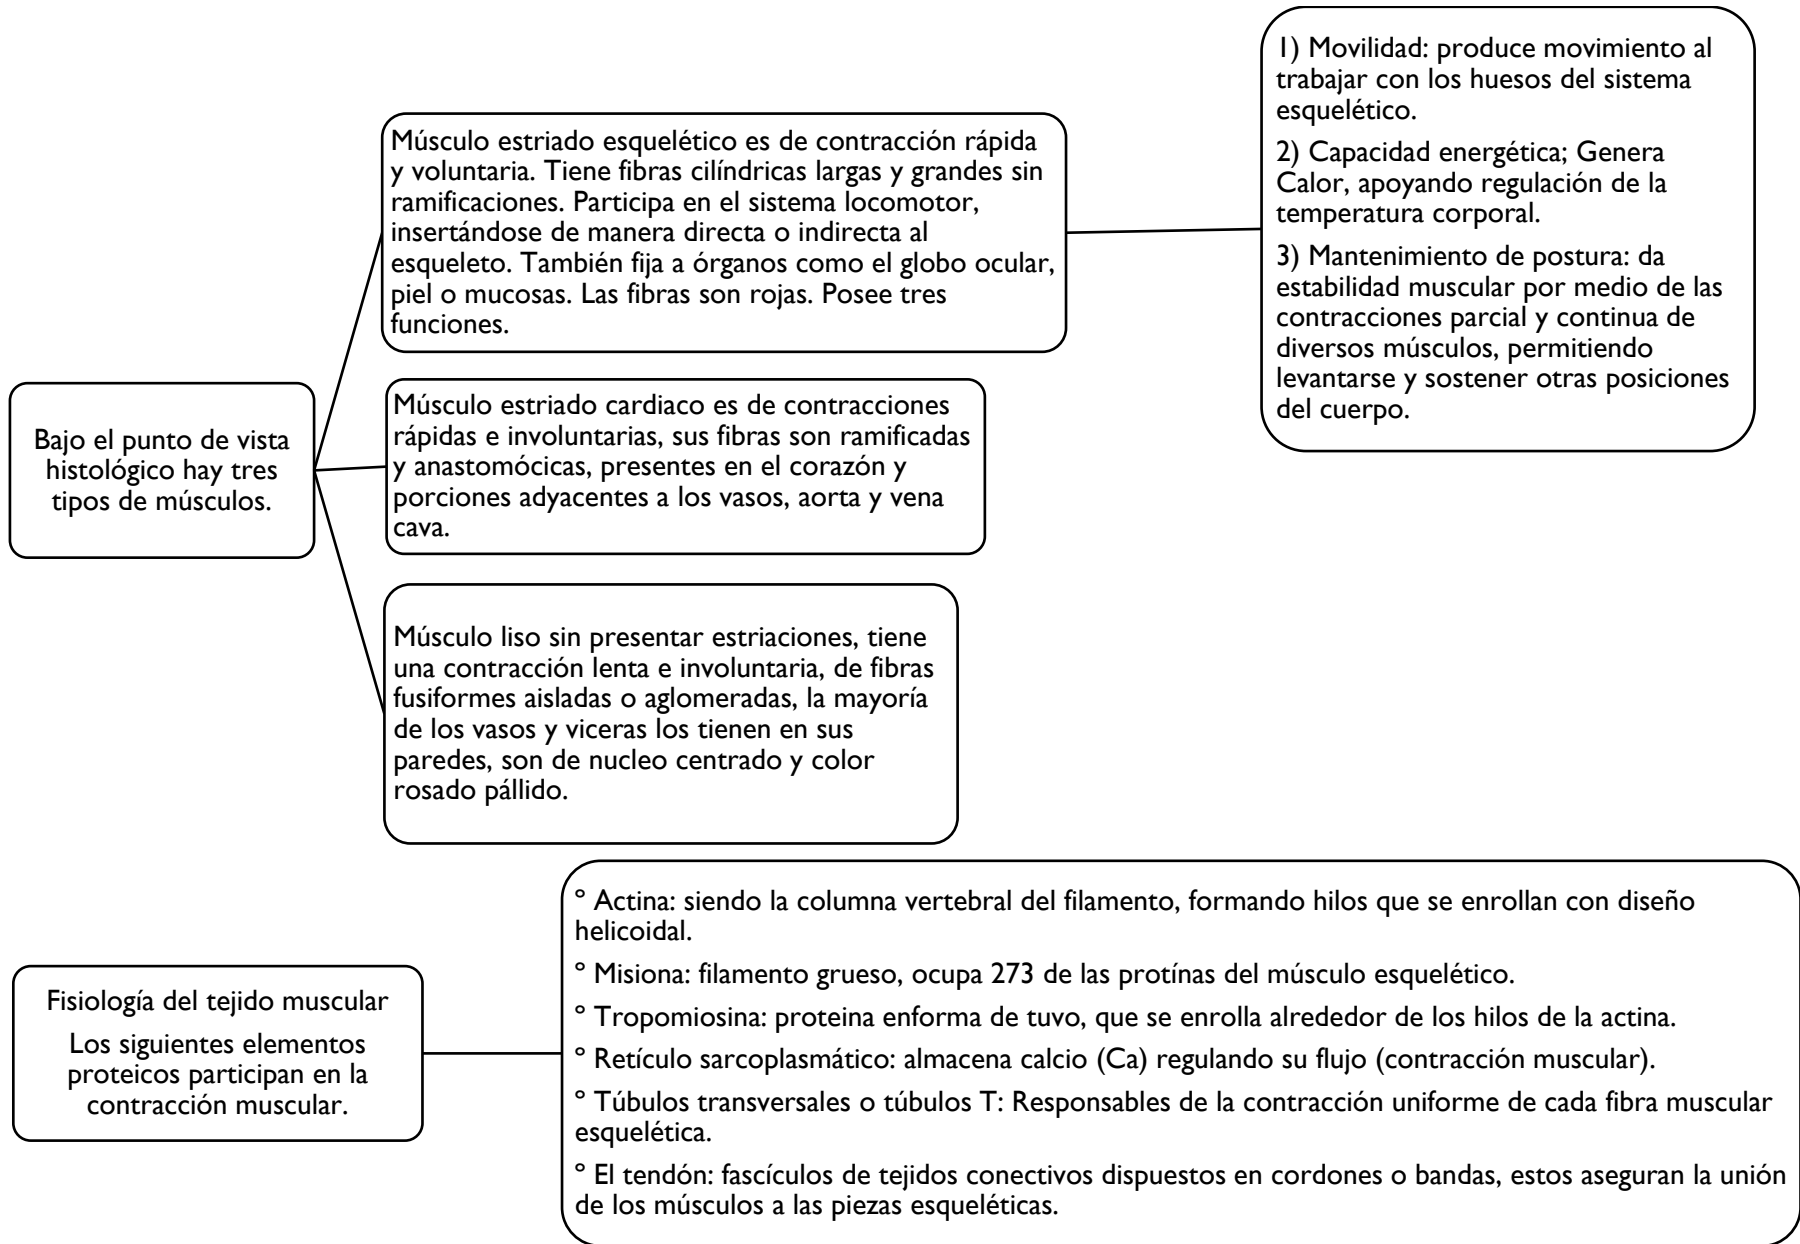 Bajo el punto de vista
histológico hay tres
tipos de músculos.
Músculo estriado esquelético es de contracción rápida
y voluntaria. Tiene fibras cilíndricas largas y grandes sin
ramificaciones. Participa en el sistema locomotor,
insertándose de manera directa o indirecta al
esqueleto. También fija a órganos como el globo ocular,
piel o mucosas. Las fibras son rojas. Posee tres
funciones.
1) Movilidad: produce movimiento al
trabajar con los huesos del sistema
esquelético.
2) Capacidad energética; Genera
Calor, apoyando regulación de la
temperatura corporal.
3) Mantenimiento de postura: da
estabilidad muscular por medio de las
contracciones parcial y continua de
diversos músculos, permitiendo
levantarse y sostener otras posiciones
del cuerpo.
Músculo estriado cardiaco es de contracciones
rápidas e involuntarias, sus fibras son ramificadas
y anastomócicas, presentes en el corazón y
porciones adyacentes a los vasos, aorta y vena
cava.
Músculo liso sin presentar estriaciones, tiene
una contracción lenta e involuntaria, de fibras
fusiformes aisladas o aglomeradas, la mayoría
de los vasos y viceras los tienen en sus
paredes, son de nucleo centrado y color
rosado pállido.
Fisiología del tejido muscular
Los siguientes elementos
proteicos participan en la
contracción muscular.
° Actina: siendo la columna vertebral del filamento, formando hilos que se enrollan con diseño
helicoidal.
° Misiona: filamento grueso, ocupa 273 de las protínas del músculo esquelético.
° Tropomiosina: proteina enforma de tuvo, que se enrolla alrededor de los hilos de la actina.
° Retículo sarcoplasmático: almacena calcio (Ca) regulando su flujo (contracción muscular).
° Túbulos transversales o túbulos T: Responsables de la contracción uniforme de cada fibra muscular
esquelética.
° El tendón: fascículos de tejidos conectivos dispuestos en cordones o bandas, estos aseguran la unión
de los músculos a las piezas esqueléticas.